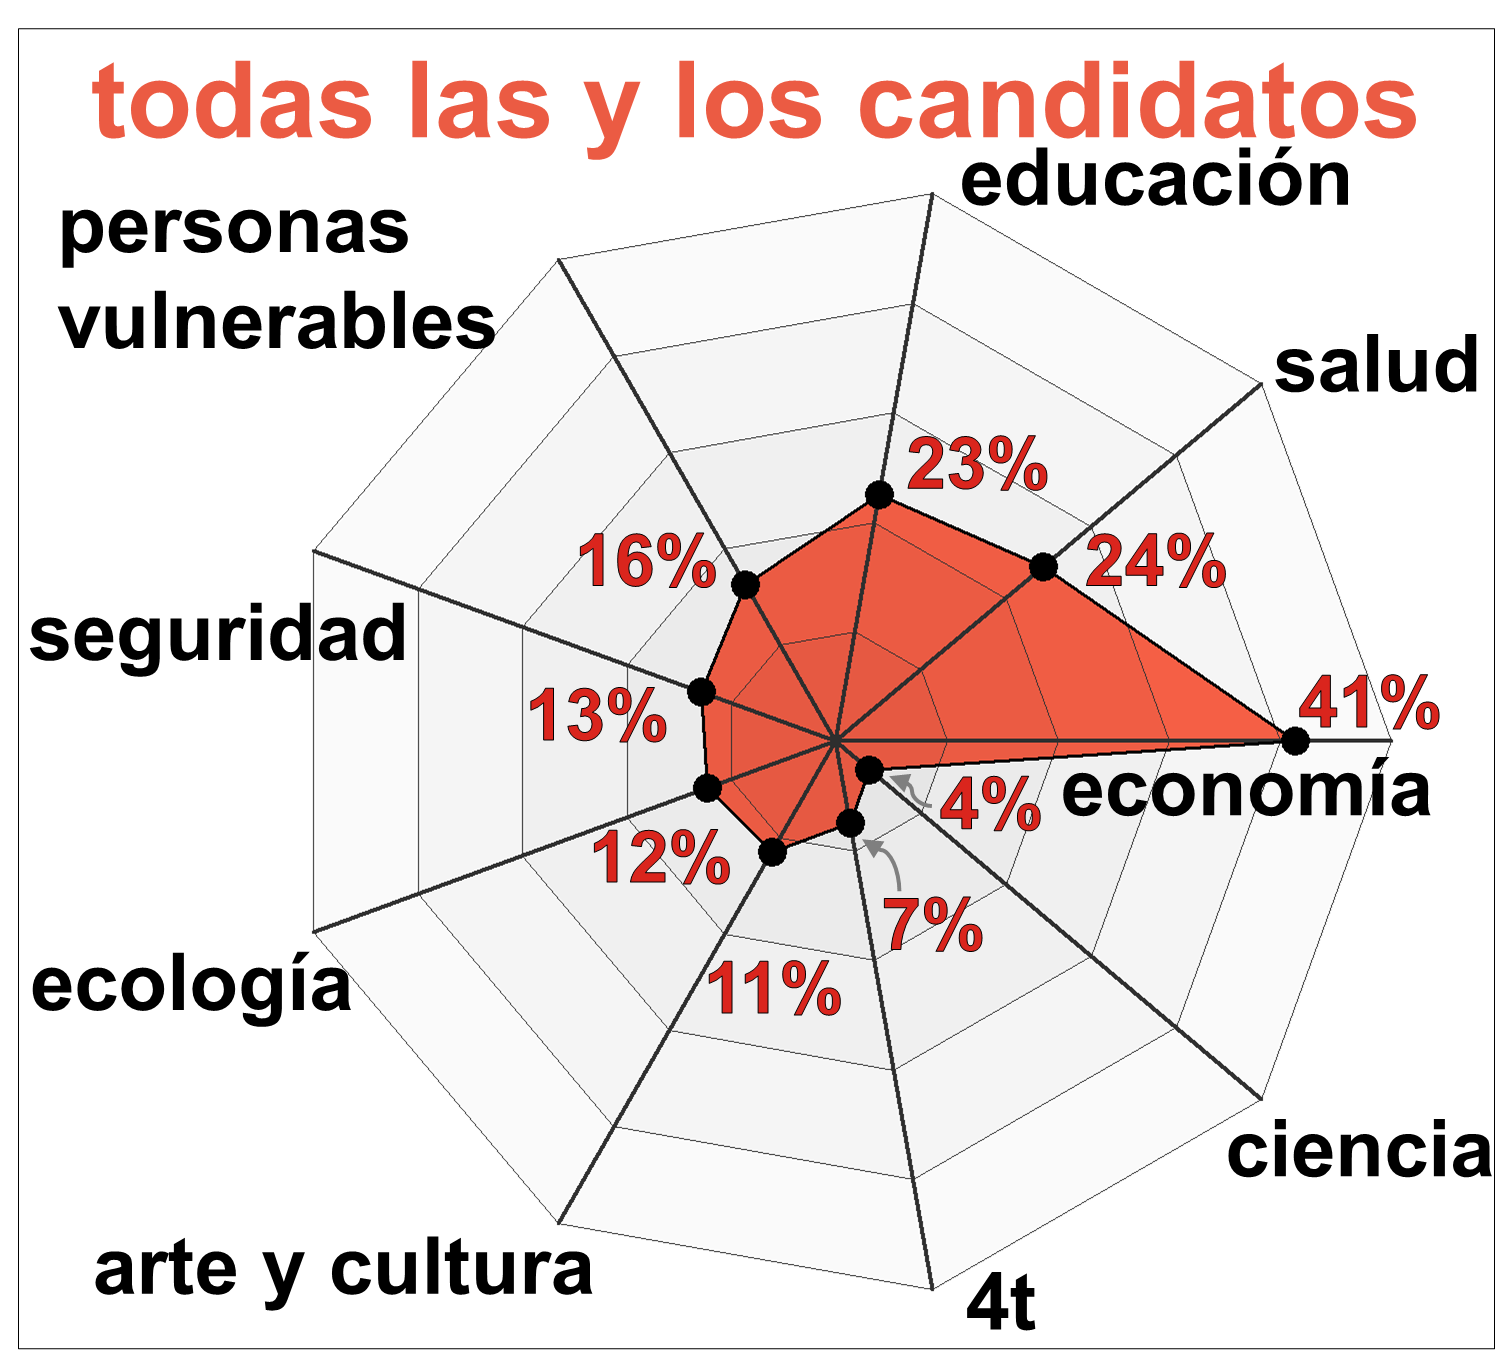 todas las y los candidatos
educación
personas
vulnerables
salud
23%
24%
16%
seguridad
13%
41%
economía
4%
12%
7%
ecología
11%
ciencia
arte y cultura
4t